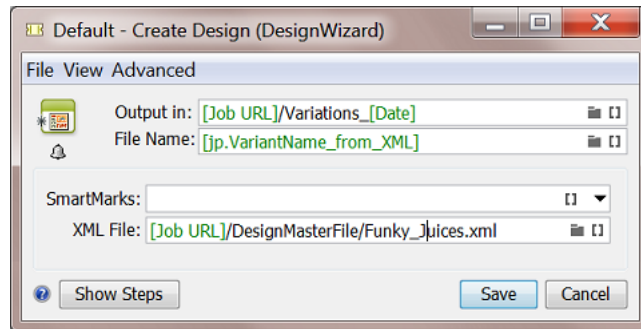 Default - Create Design (DesignWizard)
File View Advanced
Output in: [Job URL]/Variations_[Date]
File Name: [jp.VariantName_from_XML]
SmartMarks:
XML File: [Job URL]/DesignMasterFile/Funky_Juices.xml
Show Steps Save Cancel